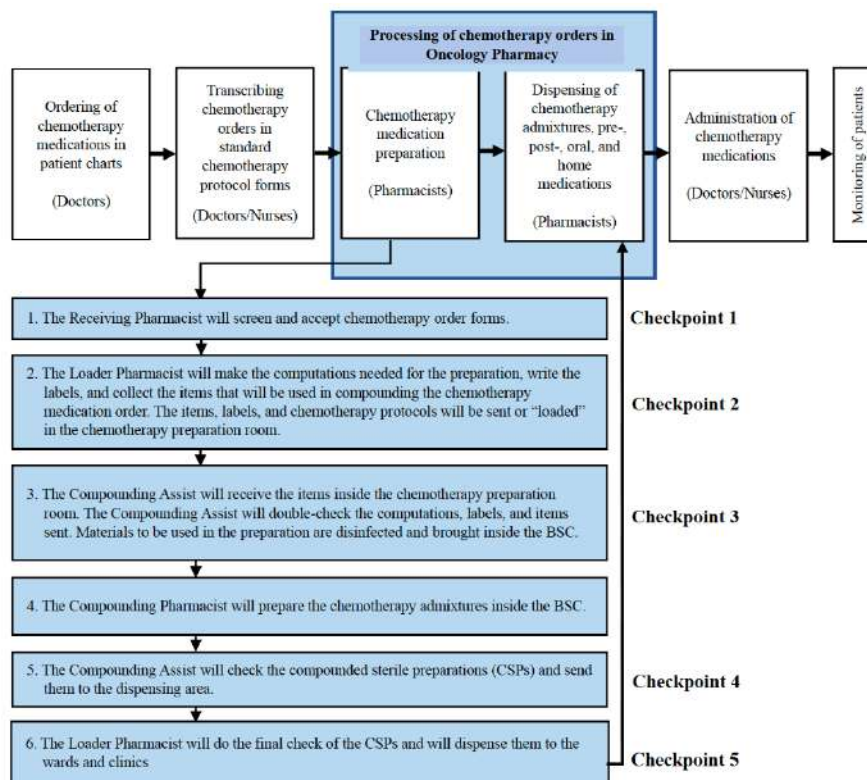 Processing of chemotherapy orders in
Oncology Pharmacy
Ordering of
chemotherapy
medications in
patient charts
(Doctors)
Transcribing
chemotherapy
orders in
standard
chemotherapy
protocol forms
(Doctors/Nurses)
Chemotherapy
medication
preparation
(Pharmacists)
Dispensing of
chemotherapy
admixtures, pre-,
post-, oral, and
home
medications
(Pharmacists)
Administration of
chemotherapy
medications
(Doctors/Nurses)
Monitoring of patients
1. The Receiving Pharmacist will screen and accept chemotherapy order forms.
Checkpoint 1
2. The Loader Pharmacist will make the computations needed for the preparation, write the
labels, and collect the items that will be used in compounding the chemotherapy
medication order. The items, labels, and chemotherapy protocols will be sent or “loaded”
in the chemotherapy preparation room.
Checkpoint 2
3. The Compounding Assist will receive the items inside the chemotherapy preparation
room. The Compounding Assist will double-check the computations, labels, and items
sent. Materials to be used in the preparation are disinfected and brought inside the BSC.
Checkpoint 3
4. The Compounding Pharmacist will prepare the chemotherapy admixtures inside the BSC.
5. The Compounding Assist will check the compounded sterile preparations (CSPs) and send
them to the dispensing area.
Checkpoint 4
6. The Loader Pharmacist will do the final check of the CSPs and will dispense them to the
wards and clinics
Checkpoint 5